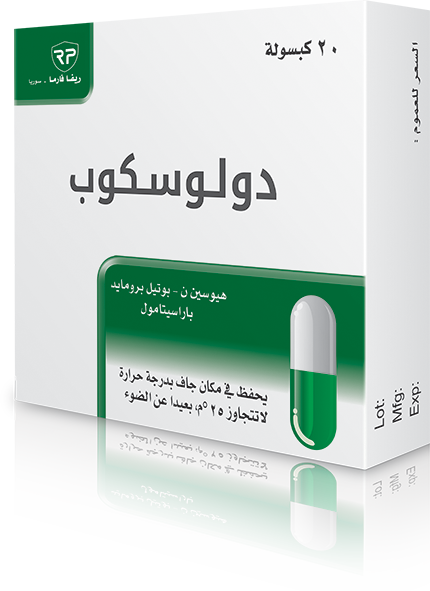 RP
ريفا فارما - سوريا
٢٠ كبسولة
دولوسكوب
هيوسين ن - بوتيل برومايد
باراسيتامول
يحفظ في مكان جاف بدرجة حرارة
لاتتجاوز ٢٥ °م، بعيدا عن الضوء
السعر للعموم :
Lot:
Mfg:
Exp: